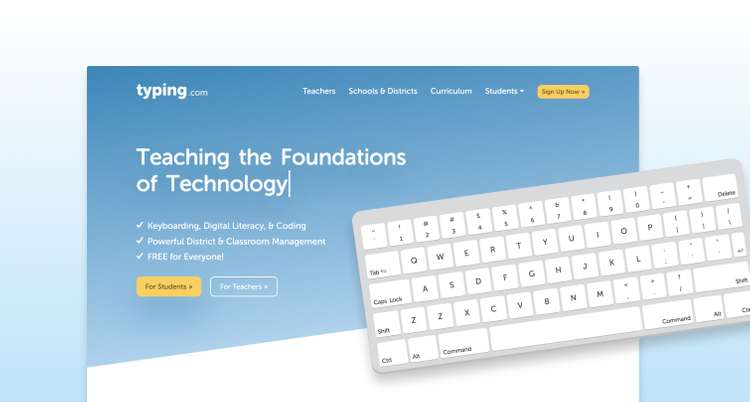 typing.com
Teachers Schools & Districts Curriculum Students Sign Up Now »
Teaching the Foundations
of Technology
Keyboarding, Digital Literacy, & Coding
Powerful District & Classroom Management
FREE for Everyone!
For Students » For Teachers »
1 2 3 4 5 6 7 8 9 0 Delete
Tab Q W E R T Y U I O P
Caps Lock A S D F G H J K L
Shift Z Z X C V B N M Shift
Ctrl Alt Command Command Alt